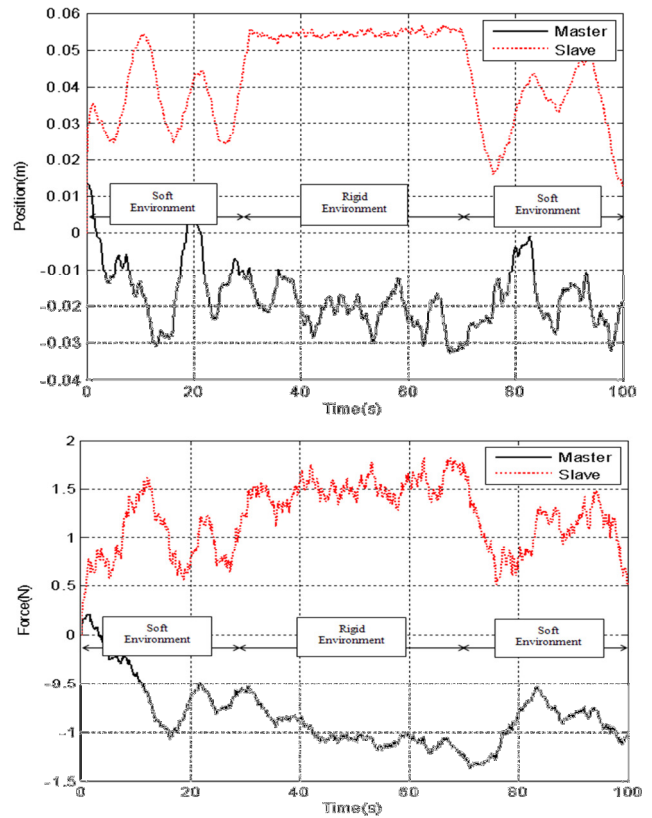 0.06
0.05
0.04
0.03
0.02
0.01
0
-0.01
-0.02
-0.03
-0.04
Position(m)
Master
Slave
Soft
Environment
Rigid
Environment
Soft
Environment
0
20
40
60
80
100
Time(s)
2
1.5
1
0.5
0
-9.5
-1
-1.5
Force(N)
Master
Slave
Soft
Environment
Rigid
Environment
Soft
Environment
0
20
40
60
80
100
Time(s)